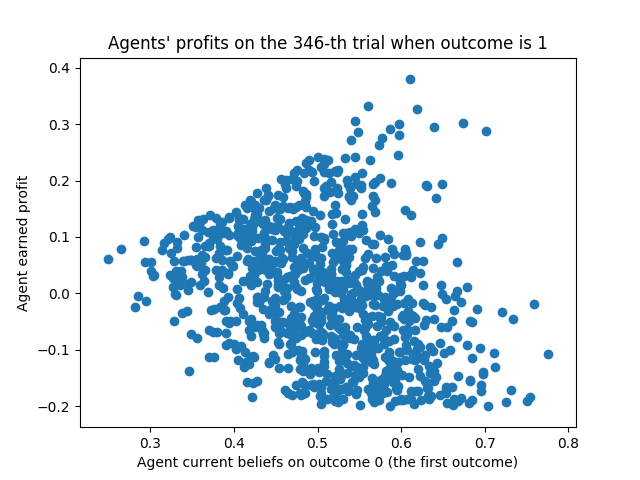 Agents' profits on the 346-th trial when outcome is 1
0.4
0.3
0.2
0.1
0.0
−0.1
−0.2
Agent earned profit
0.3 0.4 0.5 0.6 0.7 0.8
Agent current beliefs on outcome 0 (the first outcome)